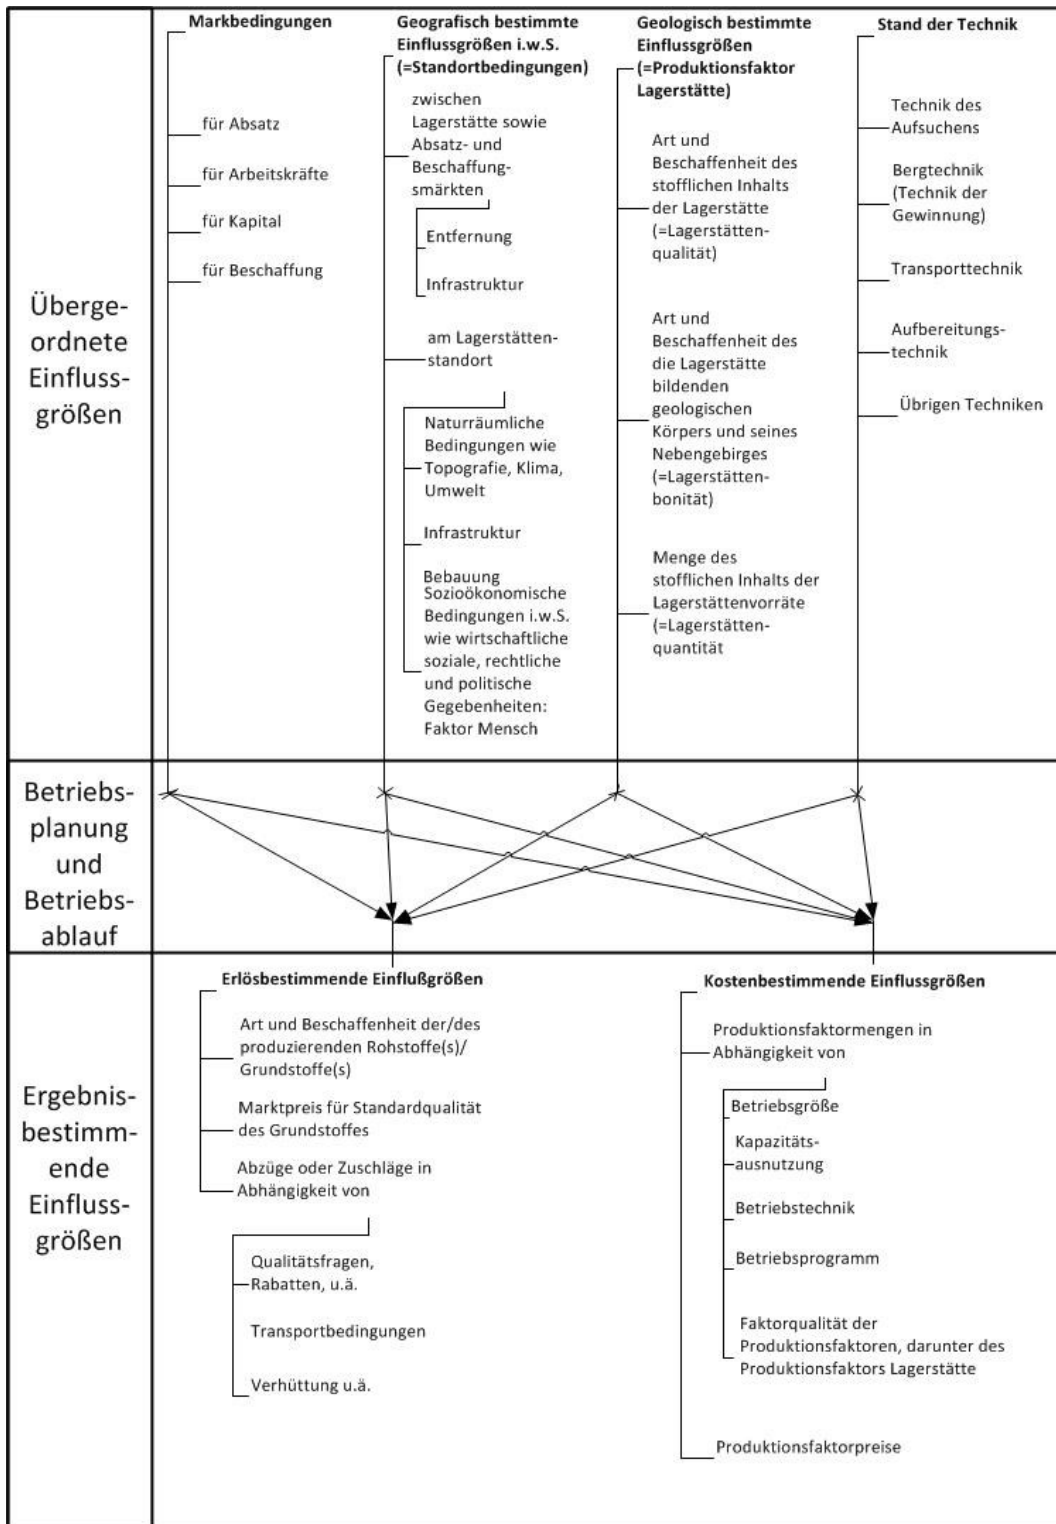 Überge-
ordnete
Einfluss-
größen
Markbedingungen
für Absatz
für Arbeitskräfte
für Kapital
für Beschaffung
Geografisch bestimmte
Einflussgrößen i.w.S.
(=Standortbedingungen)
zwischen
Lagerstätte sowie
Absatz- und
Beschaffung-
smärkten
Entfernung
Infrastruktur
am Lagerstätten-
standort
Naturräumliche
Bedingungen wie
Topografie, Klima,
Umwelt
Infrastruktur
Bebauung
Sozioökonomische
Bedingungen i.w.S.
wie wirtschaftliche
soziale, rechtliche
und politische
Gegebenheiten:
Faktor Mensch
Geologisch bestimmte
Einflussgrößen
(=Produktionsfaktor
Lagerstätte)
Art und
Beschaffenheit des
stofflichen Inhalts
der Lagerstätte
(=Lagerstätten-
qualität)
Art und
Beschaffenheit des
die Lagerstätte
bildenden
geologischen
Körpers und seines
Nebengebirges
(=Lagerstätten-
bonität)
Menge des
stofflichen Inhalts der
Lagerstättenvorräte
(=Lagerstätten-
quantität
Stand der Technik
Technik des
Aufsuchens
Bergtechnik
(Technik der
Gewinnung)
Transporttechnik
Aufbereitungs-
technik
Übrigen Techniken
Betriebs-
planung
und
Betriebs-
ablauf
Ergebnis-
bestimm-
ende
Einfluss-
größen
Erlösbestimmende Einflußgrößen
Art und Beschaffenheit der/des
produzierenden Rohstoffe(s)/
Grundstoffe(s)
Marktpreis für Standardqualität
des Grundstoffes
Abzüge oder Zuschläge in
Abhängigkeit von
Qualitätsfragen,
Rabatten, u.ä.
Transportbedingungen
Verhüttung u.ä.
Kostenbestimmende Einflussgrößen
Produktionsfaktormengen in
Abhängigkeit von
Betriebsgröße
Kapazitäts-
ausnutzung
Betriebstechnik
Betriebsprogramm
Faktorqualität der
Produktionsfaktoren, darunter des
Produktionsfaktors Lagerstätte
Produktionsfaktorpreise